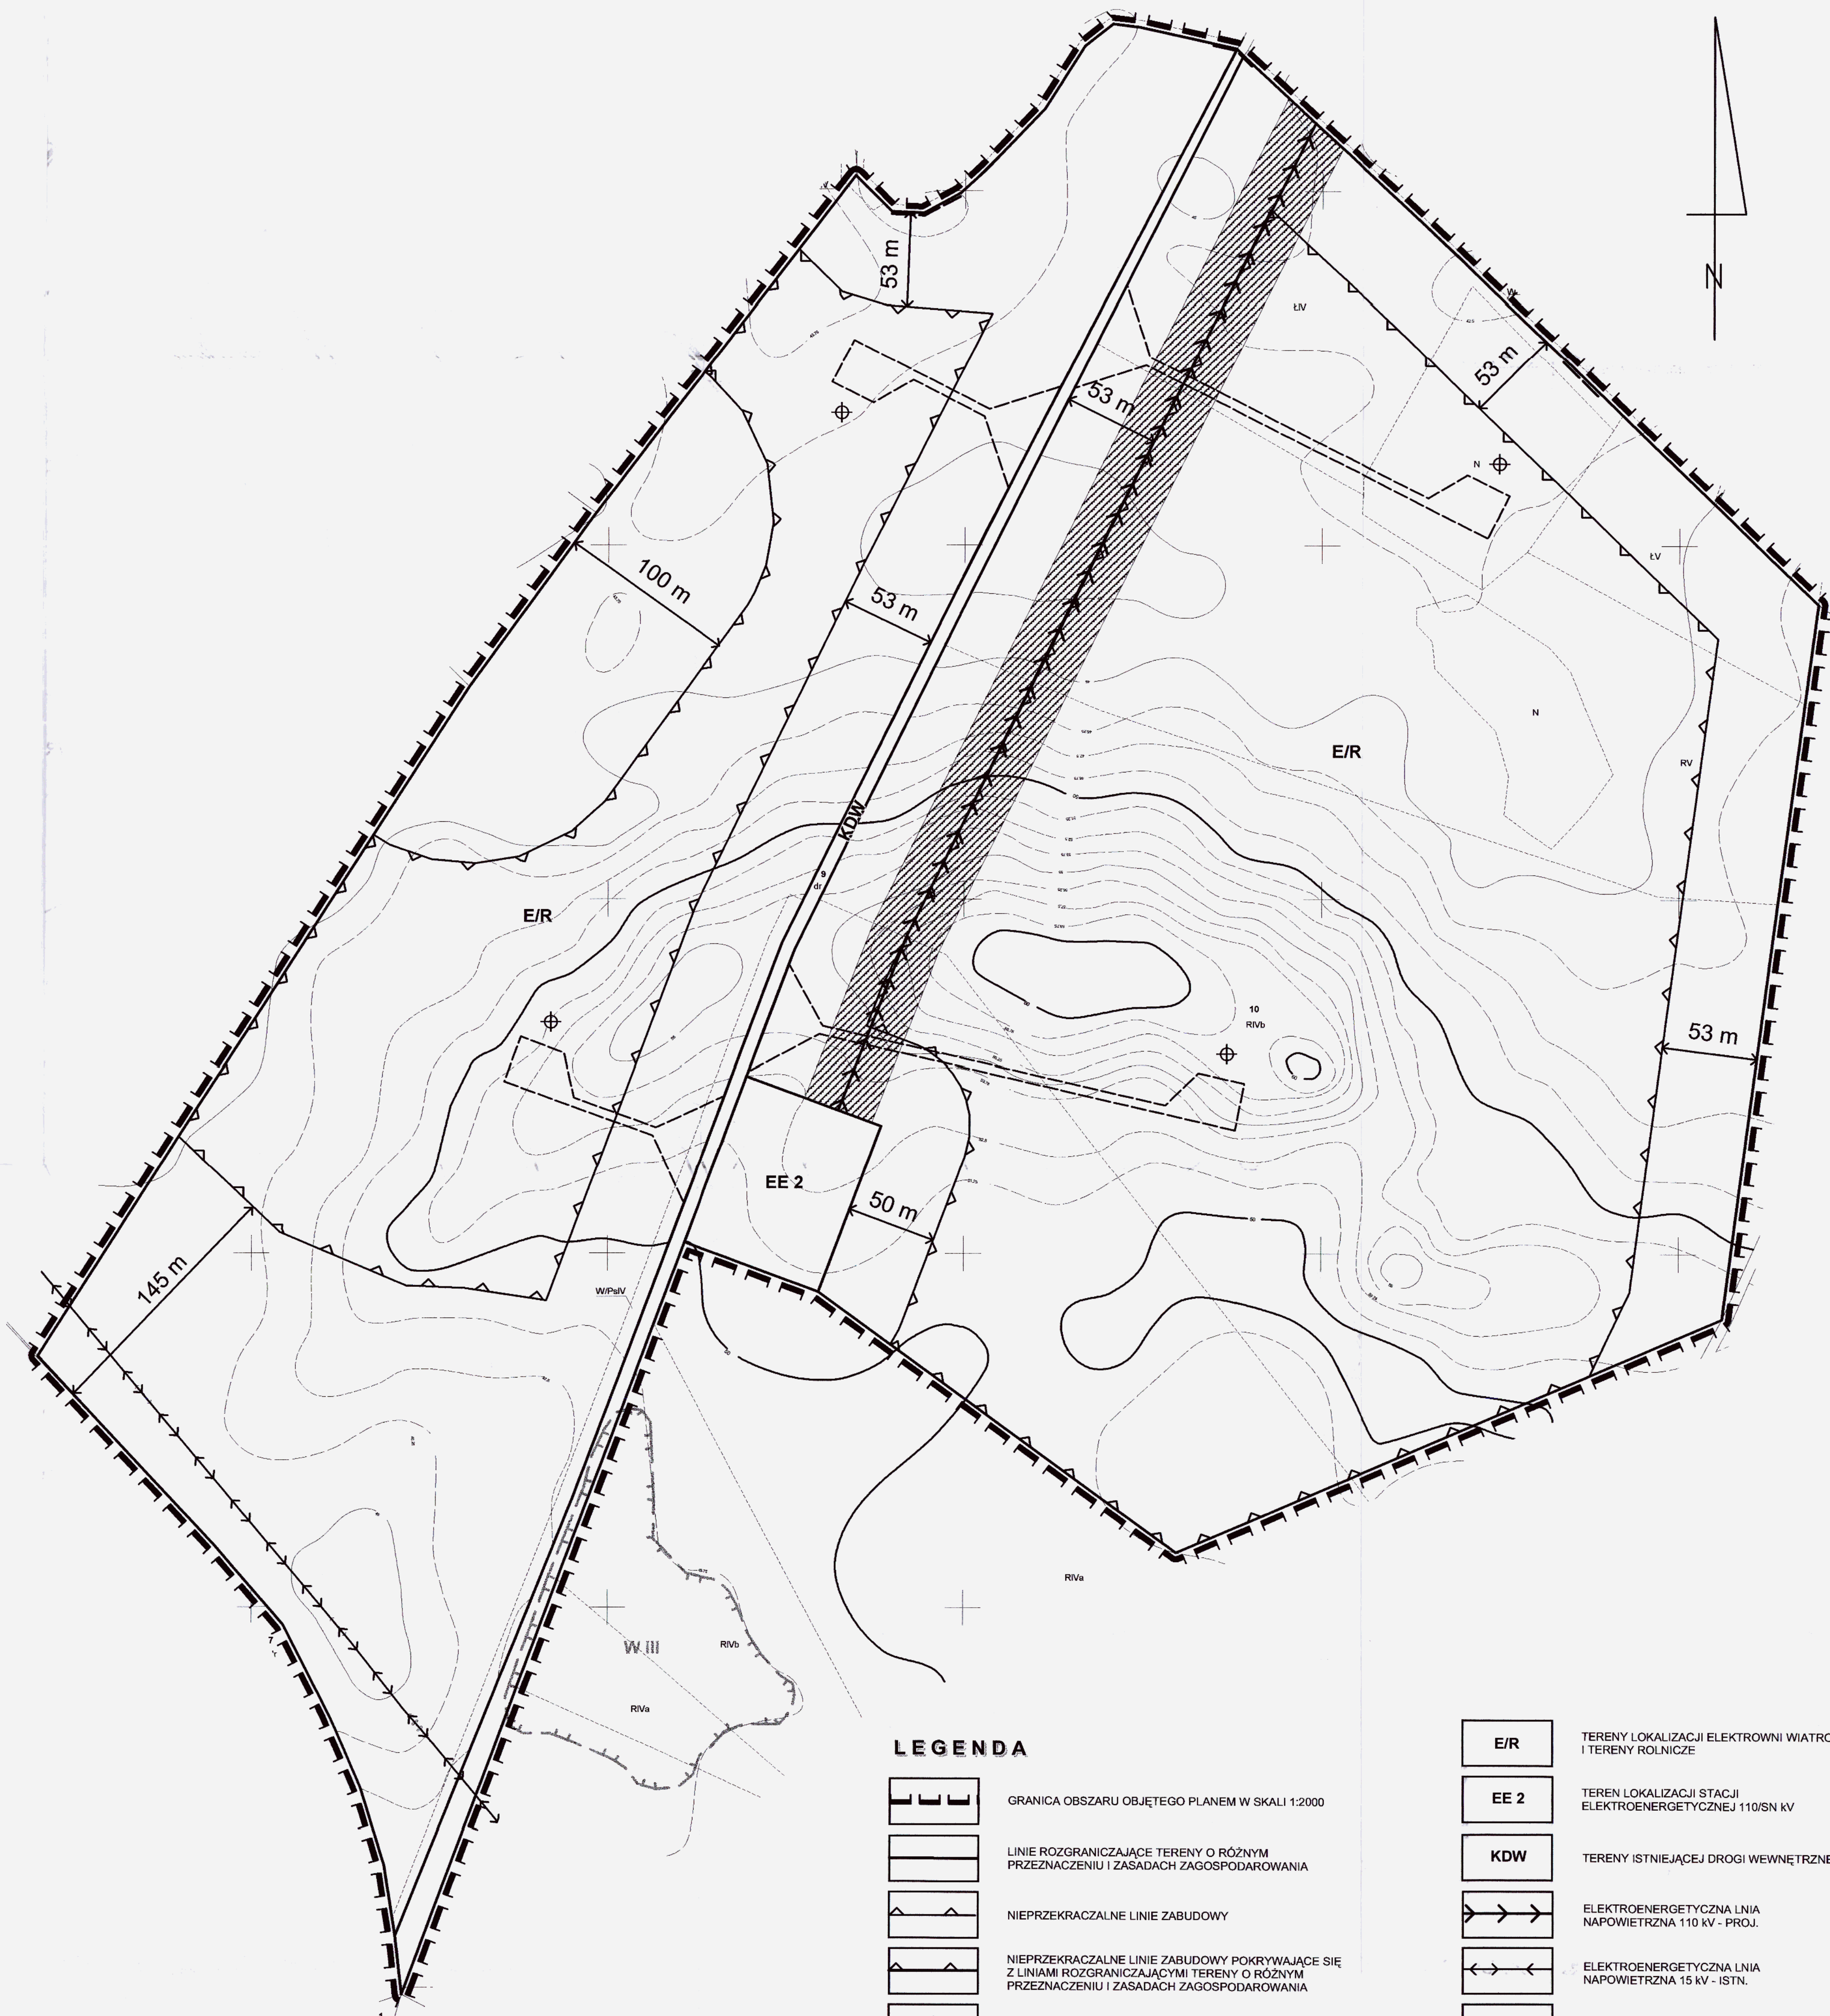 N
53 m
ŁIV
W
53 m
53 m
N
ŁV
100 m
53 m
N
E/R
RV
KDW
9
dr
E/R
10
RIVb
53 m
EE 2
50 m
145 m
W/PsIV
RIVa
7
W III
RIVb
RIVa
LEGENDA
GRANICA OBSZARU OBJĘTEGO PLANEM W SKALI 1:2000
LINIE ROZGRANICZAJĄCE TERENY O RÓŻNYM
PRZEZNACZENIU I ZASADACH ZAGOSPODAROWANIA
NIEPRZEKRACZALNE LINIE ZABUDOWY
NIEPRZEKRACZALNE LINIE ZABUDOWY POKRYWAJĄCE SIĘ
Z LINIAMI ROZGRANICZAJĄCYMI TERENY O RÓŻNYM
PRZEZNACZENIU I ZASADACH ZAGOSPODAROWANIA
E/R
TERENY LOKALIZACJI ELEKTROWNI WIATRO
I TERENY ROLNICZE
EE 2
TEREN LOKALIZACJI STACJI
ELEKTROENERGETYCZNEJ 110/SN kV
KDW
TERENY ISTNIEJĄCEJ DROGI WEWNĘTRZNE
ELEKTROENERGETYCZNA LNIA
NAPOWIETRZNA 110 kV - PROJ.
ELEKTROENERGETYCZNA LNIA
NAPOWIETRZNA 15 kV - ISTN.